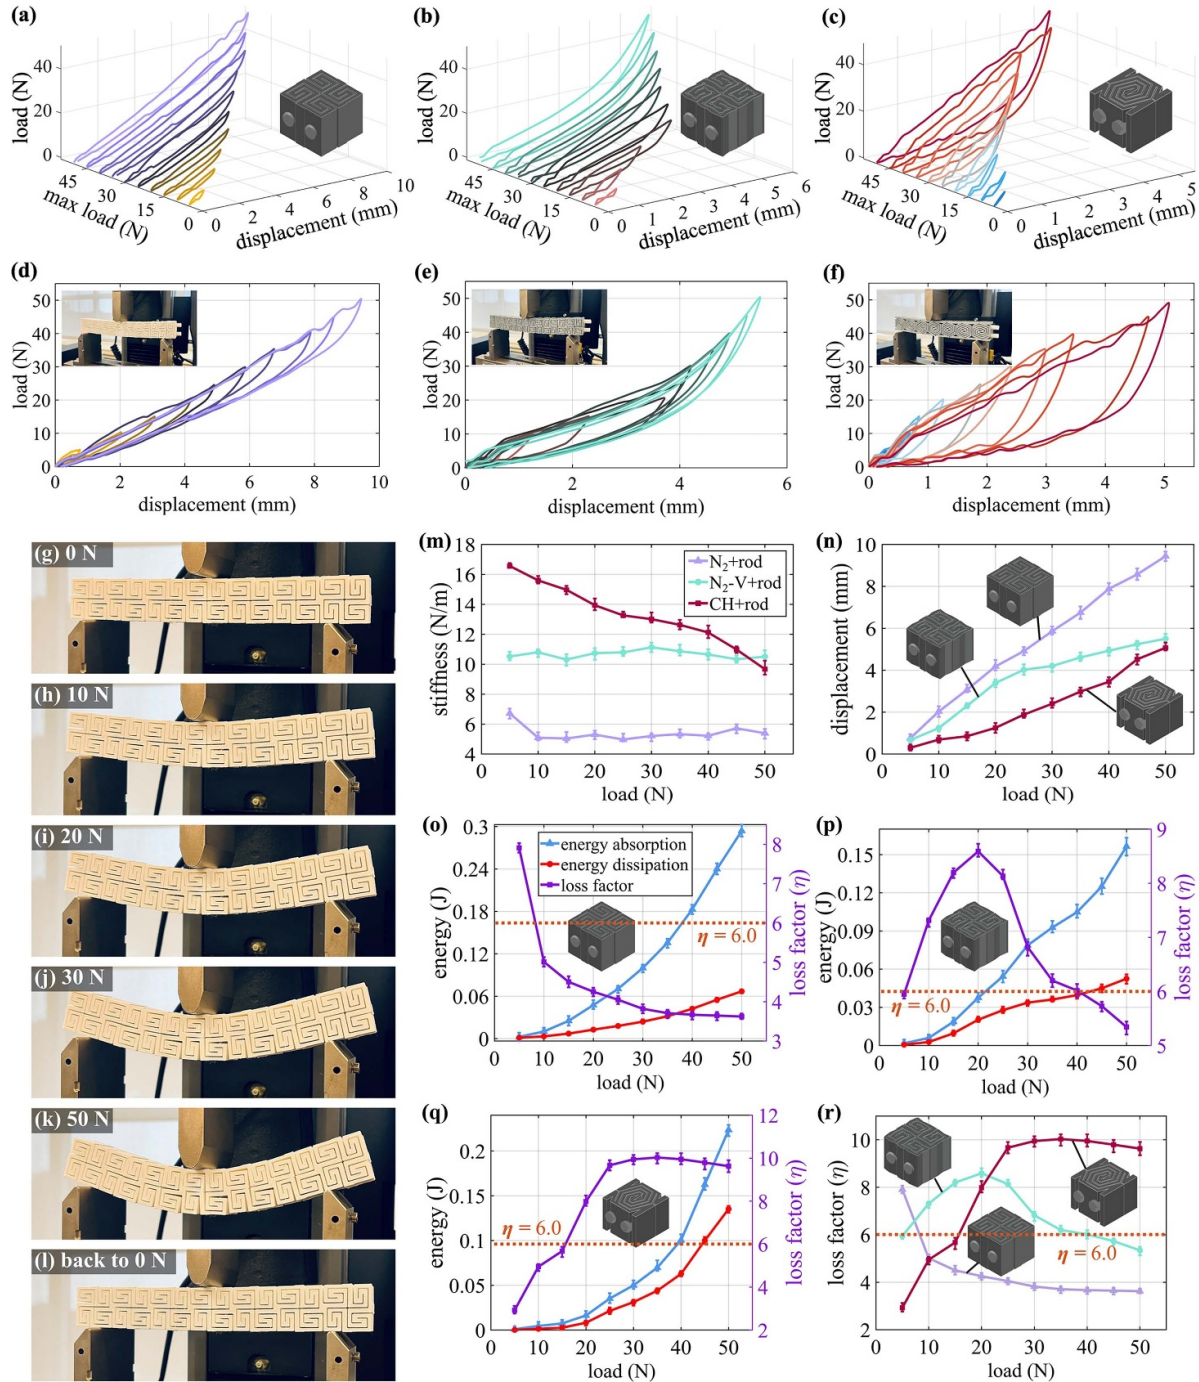 (a)
load (N)
40
20
0
45
30
15
0
max load (N)
0
2
4
6
8
10
displacement (mm)
(b)
load (N)
40
20
0
45
30
15
0
max load (N)
0
1
2
3
4
5
6
displacement (mm)
(c)
load (N)
40
20
0
45
30
15
0
max load (N)
0
1
2
3
4
5
displacement (mm)
(d)
load (N)
50
40
30
20
10
0
0 2 4 6 8 10
displacement (mm)
(e)
load (N)
50
40
30
20
10
0
0 2 4 6
displacement (mm)
(f)
load (N)
50
40
30
20
10
0
0 1 2 3 4 5
displacement (mm)
(g) 0 N
(h) 10 N
(i) 20 N
(j) 30 N
(k) 50 N
(l) back to 0 N
(m)
stiffness (N/m)
18
16
14
12
10
8
6
4
N₂+rod
N₂-V+rod
CH+rod
0 10 20 30 40 50
load (N)
(n)
displacement (mm)
10
8
6
4
2
0
0 10 20 30 40 50
load (N)
(o)
energy (J)
0.3
0.24
0.18
0.12
0.06
0
energy absorption
energy dissipation
loss factor
η = 6.0
8
7
6
5
4
3
loss factor (η)
0 10 20 30 40 50
load (N)
(p)
energy (J)
0.15
0.12
0.09
0.06
0.03
0
η = 6.0
9
8
7
6
5
loss factor (η)
0 10 20 30 40 50
load (N)
(q)
energy (J)
0.2
0.15
0.1
0.05
0
η = 6.0
12
10
8
6
4
2
loss factor (η)
0 10 20 30 40 50
load (N)
(r)
loss factor (η)
10
8
6
4
2
η = 6.0
0 10 20 30 40 50
load (N)